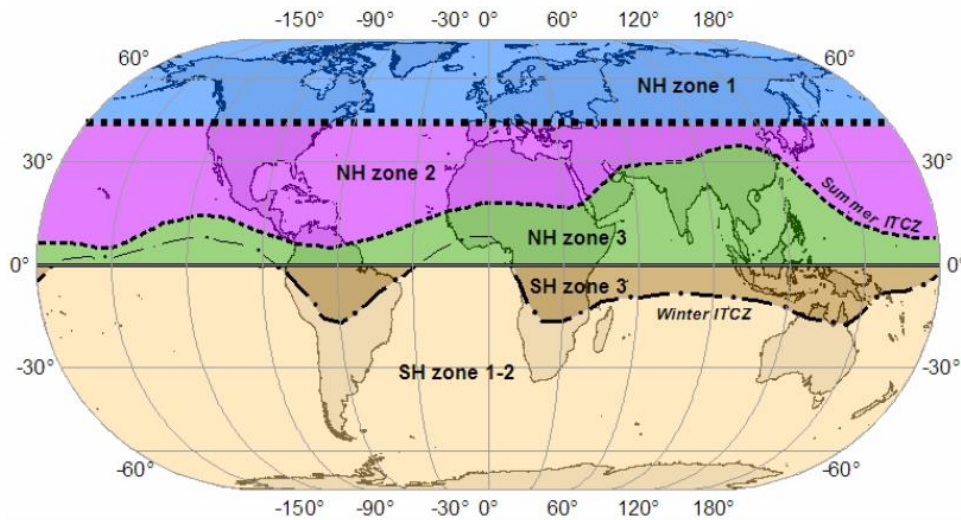 -150° -90° -30° 0° 30° 60° 120° 180°
60° 60°
NH zone 1
30° 30°
NH zone 2
Summer ITCZ
NH zone 3
0° 0°
SH zone 3
Winter ITCZ
-30° -30°
SH zone 1-2
-60° -60°
-150° -90° -30° 0° 30° 60° 120° 180°